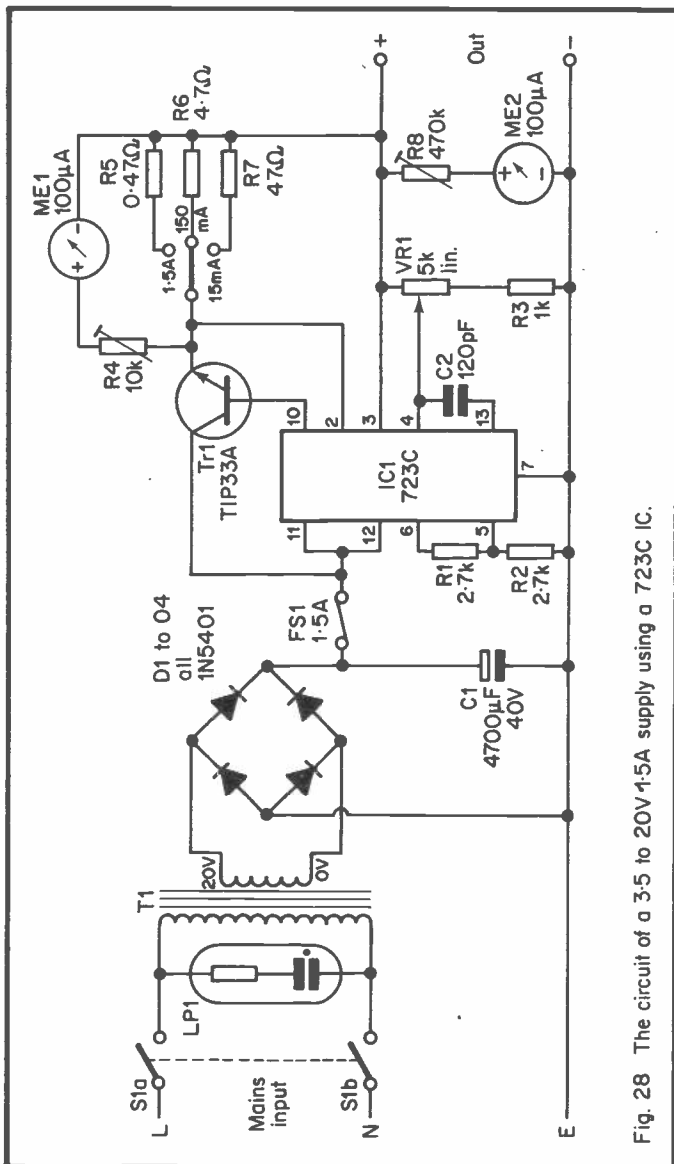 S1a
L
Mains
input
N
S1b
E
LP1
T1
20V
0V
D1 to 04
all
1N5401
C1
4700µF
40V
FS1
1·5A
R1
2.7k
R2
2.7k
11
12
6
5
IC1
723C
10
2
3
4
13
7
Tr1
TIP33A
R4
10k
ME1
100µA
+
-
1·5A
150
mA
15mA
R5
0·47Ω
R6
4·7Ω
R7
47Ω
C2
120pF
VR1
5k
lin.
R3
1k
R8
470k
ME2
100µA
+
-
+
Out
-
Fig. 28 The circuit of a 3·5 to 20V 1·5A supply using a 723C IC.